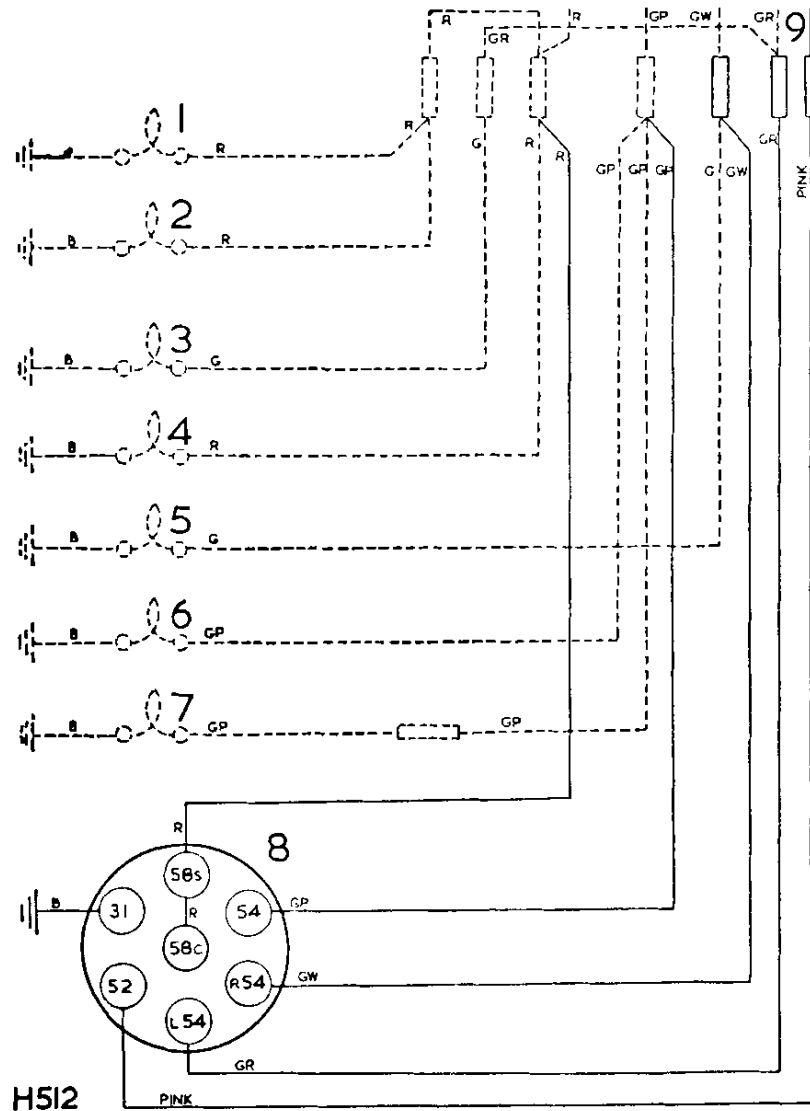 R R GP GW GR 9
GR
1
R R
G R R GP GP GP G GW GR PINK
2
B R
3
B G
4
B R
5
B G
6
B GP
7
B GP GP
R 8
58s
B 31 R 54 GP
58c
52 R54 GW
L54
GR
H512 PINK